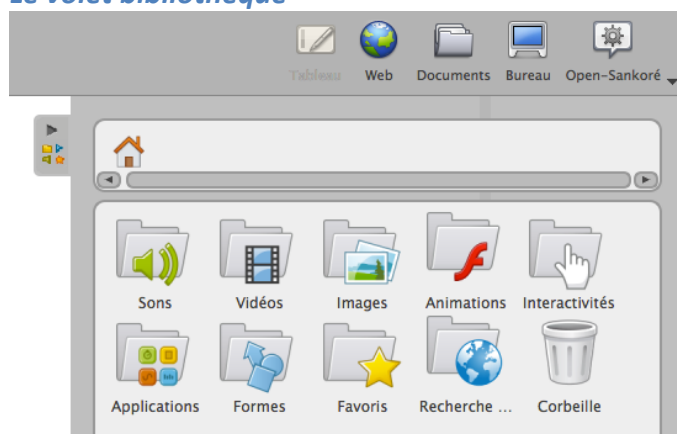 Le volet bibliothèque
Tableau Web Documents Bureau Open-Sankoré
Sons Vidéos Images Animations Interactivités
Applications Formes Favoris Recherche ... Corbeille